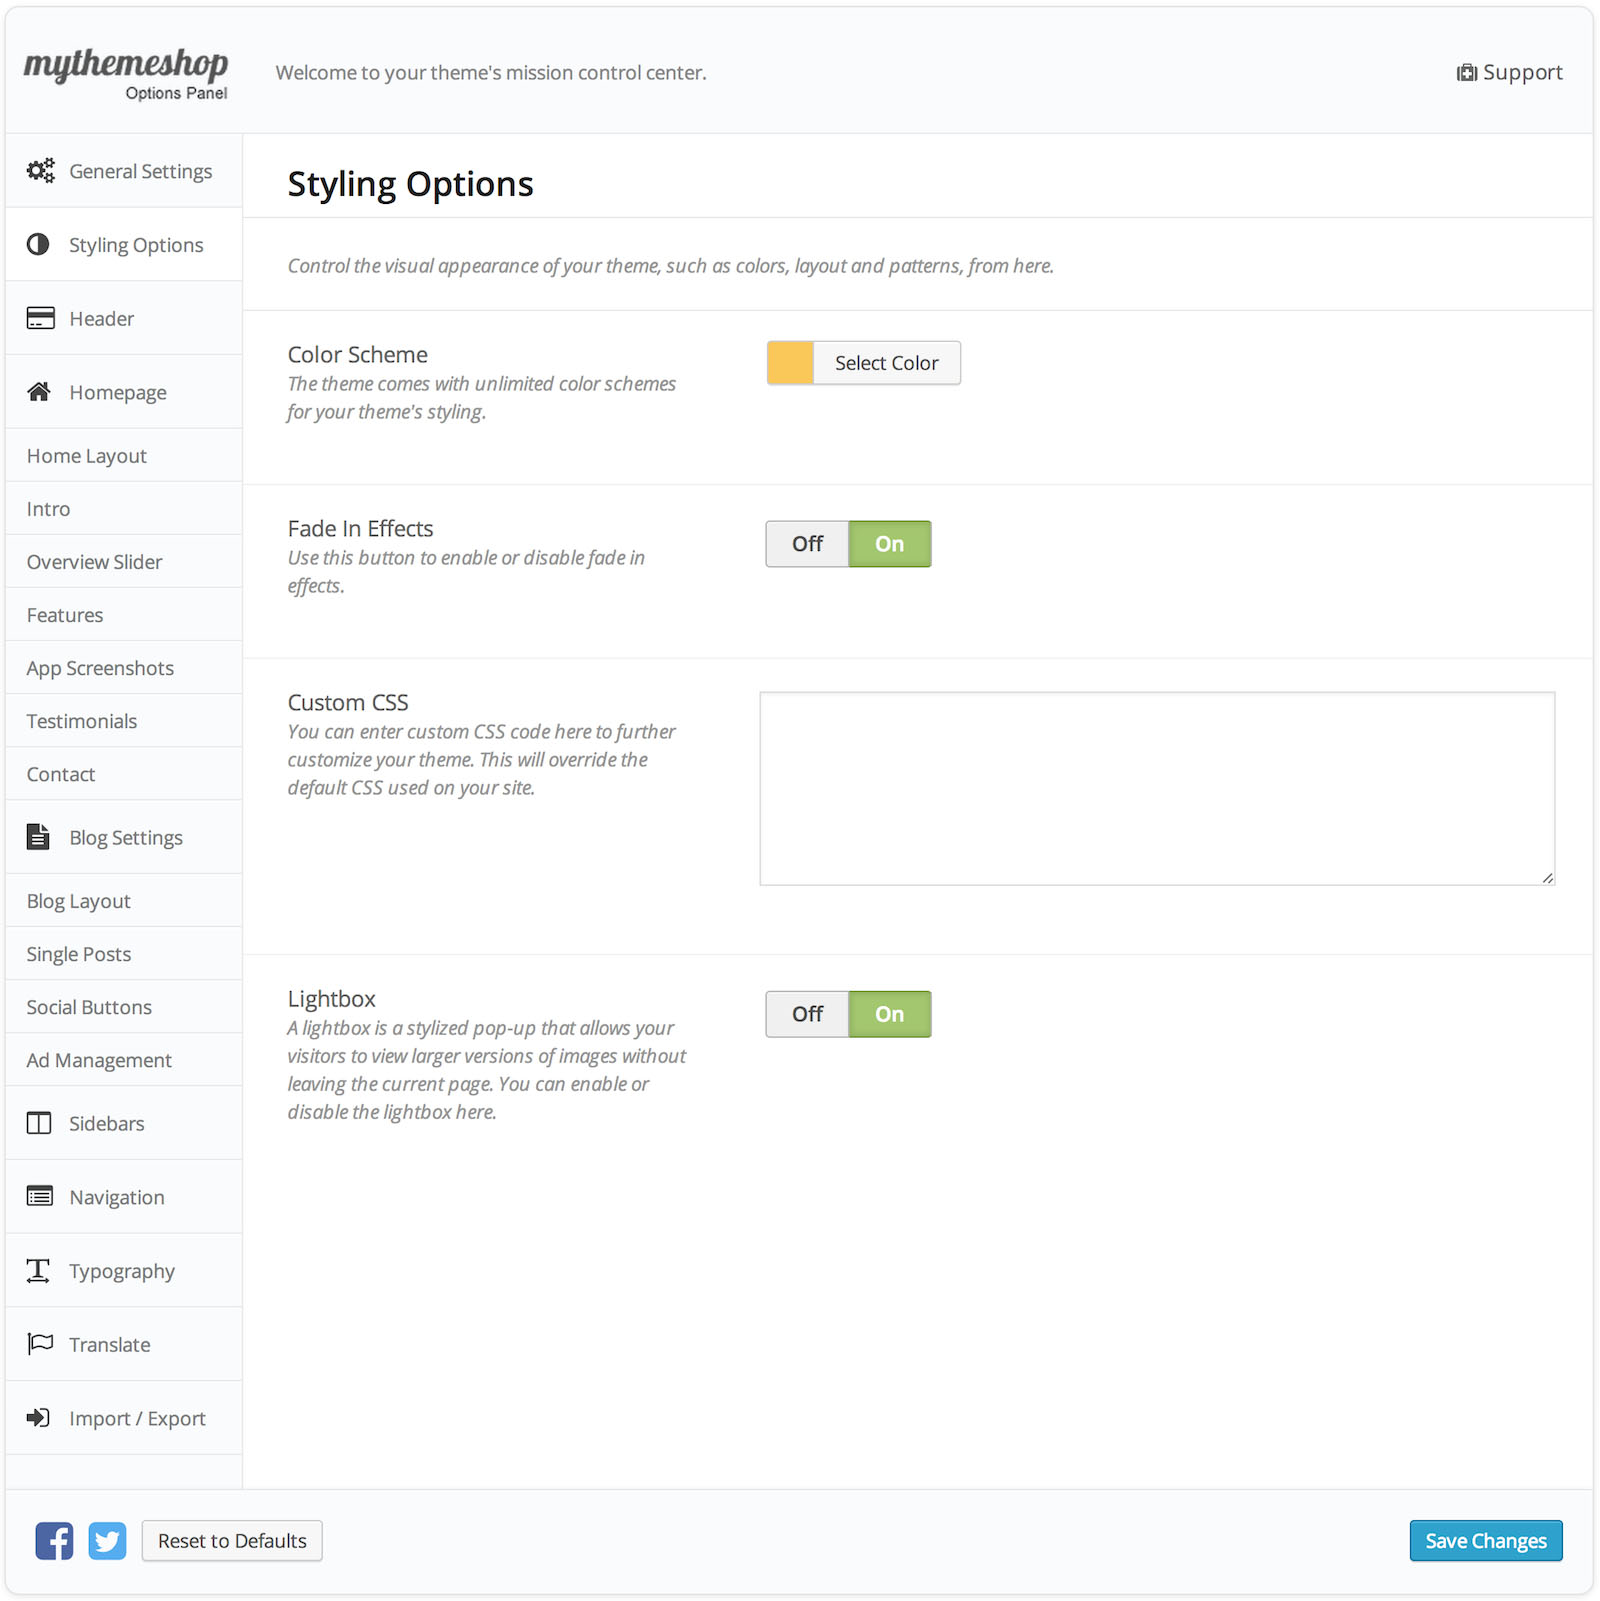 mythemeshop
Options Panel
Welcome to your theme's mission control center.
Support
General Settings
Styling Options
Header
Homepage
Home Layout
Intro
Overview Slider
Features
App Screenshots
Testimonials
Contact
Blog Settings
Blog Layout
Single Posts
Social Buttons
Ad Management
Sidebars
Navigation
Typography
Translate
Import / Export
Styling Options
Control the visual appearance of your theme, such as colors, layout and patterns, from here.
Color Scheme
The theme comes with unlimited color schemes
for your theme's styling.
Select Color
Fade In Effects
Use this button to enable or disable fade in
effects.
Off On
Custom CSS
You can enter custom CSS code here to further
customize your theme. This will override the
default CSS used on your site.
Lightbox
A lightbox is a stylized pop-up that allows your
visitors to view larger versions of images without
leaving the current page. You can enable or
disable the lightbox here.
Off On
Reset to Defaults
Save Changes